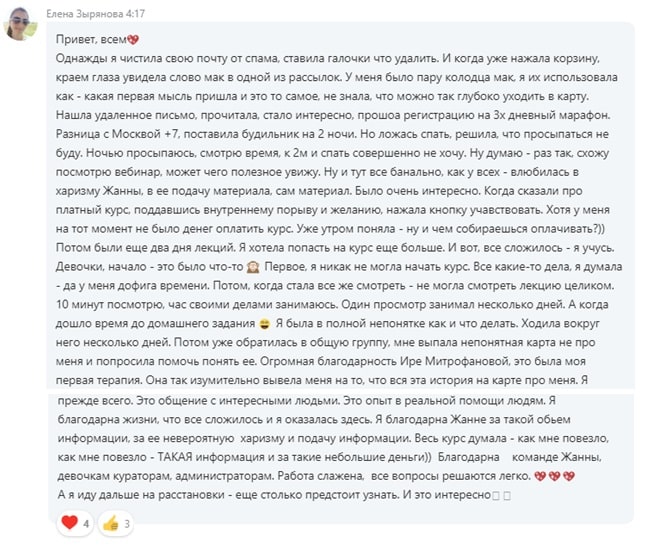 Елена Зырянова 4:17
Привет, всем💖
Однажды я чистила свою почту от спама, ставила галочки что удалить. И когда уже нажала корзину,
краем глаза увидела слово мак в одной из рассылок. У меня было пару колодца мак, я их использовала
как - какая первая мысль пришла и это то самое, не знала, что можно так глубоко уходить в карту.
Нашла удаленное письмо, прочитала, стало интересно, прошоа регистрацию на 3х дневный марафон.
Разница с Москвой +7, поставила будильник на 2 ночи. Но ложась спать, решила, что просыпаться не
буду. Ночью просыпаюсь, смотрю время, к 2м и спать совершенно не хочу. Ну думаю - раз так, схожу
посмотрю вебинар, может чего полезное увижу. Ну и тут все банально, как у всех - влюбилась в
харизму Жанны, в ее подачу материала, сам материал. Было очень интересно. Когда сказали про
платный курс, поддавшись внутреннему порыву и желанию, нажала кнопку учавствовать. Хотя у меня
на тот момент не было денег оплатить курс. Уже утром поняла - ну и чем собираешься оплачивать?))
Потом были еще два дня лекций. Я хотела попасть на курс еще больше. И вот, все сложилось - я учусь.
Девочки, начало - это было что-то 🙈 Первое, я никак не могла начать курс. Все какие-то дела, я думала
- да у меня дофига времени. Потом, когда стала все же смотреть - не могла смотреть лекцию целиком.
10 минут посмотрю, час своими делами занимаюсь. Один просмотр занимал несколько дней. А когда
дошло время до домашнего задания 😄 Я была в полной непонятке как и что делать. Ходила вокруг
него несколько дней. Потом уже обратилась в общую группу, мне выпала непонятная карта не про
меня и попросила помочь понять ее. Огромная благодарность Ире Митрофановой, это была моя
первая терапия. Она так изумительно вывела меня на то, что вся эта история на карте про меня. Я
прежде всего. Это общение с интересными людьми. Это опыт в реальной помощи людям. Я
благодарна жизни, что все сложилось и я оказалась здесь. Я благодарна Жанне за такой обьем
информации, за ее невероятную харизму и подачу информации. Весь курс думала - как мне повезло,
как мне повезло - ТАКАЯ информация и за такие небольшие деньги)) Благодарна команде Жанны,
девочкам кураторам, администраторам. Работа слажена, все вопросы решаются легко. 💖💖💖
А я иду дальше на расстановки - еще столько предстоит узнать. И это интересно
❤ 4 👍 3